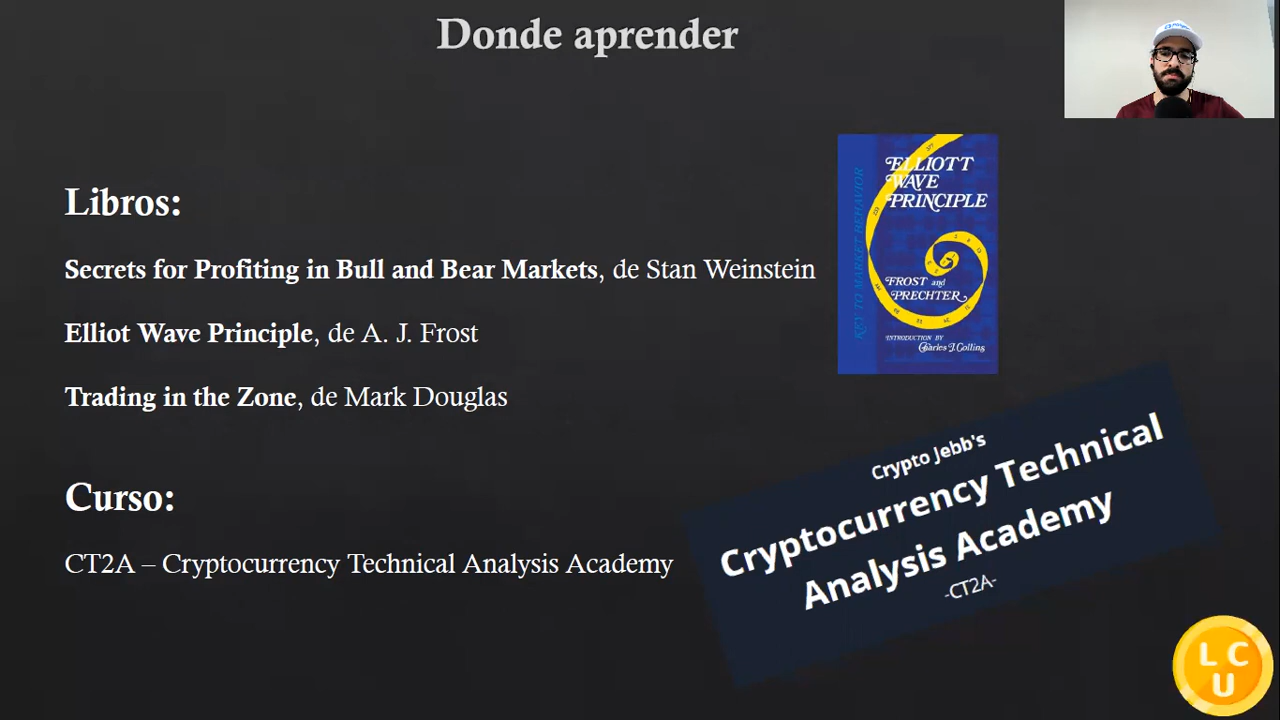 Donde aprender
Libros:
Secrets for Profiting in Bull and Bear Markets, de Stan Weinstein
Elliot Wave Principle, de A. J. Frost
Trading in the Zone, de Mark Douglas
Curso:
CT2A – Cryptocurrency Technical Analysis Academy
KEY TO MARKET BEHAVIOR
ELLIOTT
WAVE
PRINCIPLE
FROST and
PRECHTER
INTRODUCTION BY
Charles J. Collins
Crypto Jebb's
Cryptocurrency Technical
Analysis Academy
-CT2A-
L C
U